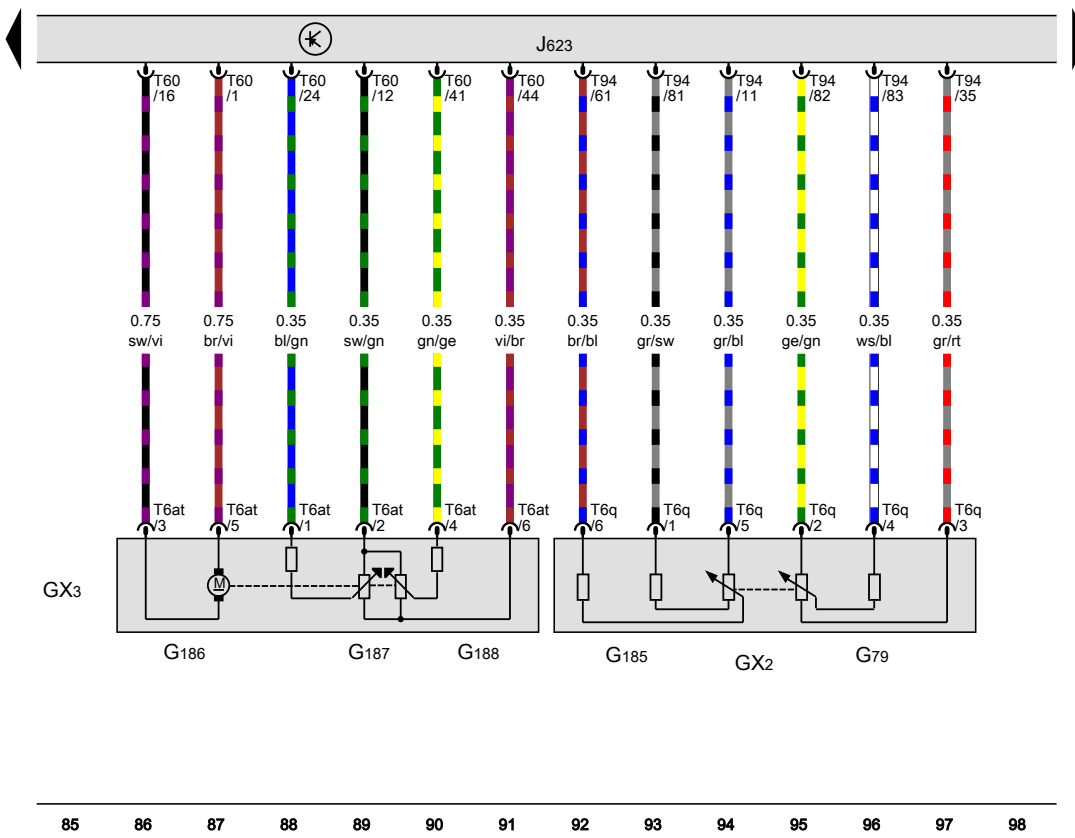 J623
T60 T60 T60 T60 T60 T60 T94 T94 T94 T94 T94 T94
/16 /1 /24 /12 /41 /44 /61 /81 /11 /82 /83 /35
0.75 0.75 0.35 0.35 0.35 0.35 0.35 0.35 0.35 0.35 0.35 0.35
sw/vi br/vi bl/gn sw/gn gn/ge vi/br br/bl gr/sw gr/bl ge/gn ws/bl gr/rt
T6at T6at T6at T6at T6at T6at T6q T6q T6q T6q T6q T6q
/3 /5 /1 /2 /4 /6 /6 /1 /5 /2 /4 /3
M
GX3
G186 G187 G188 G185 GX2 G79
85 86 87 88 89 90 91 92 93 94 95 96 97 98